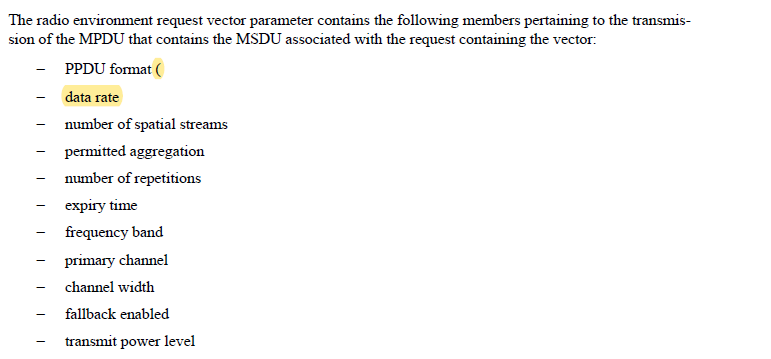 The radio environment request vector parameter contains the following members pertaining to the transmis-
sion of the MPDU that contains the MSDU associated with the request containing the vector:
– PPDU format (
– data rate
– number of spatial streams
– permitted aggregation
– number of repetitions
– expiry time
– frequency band
– primary channel
– channel width
– fallback enabled
– transmit power level